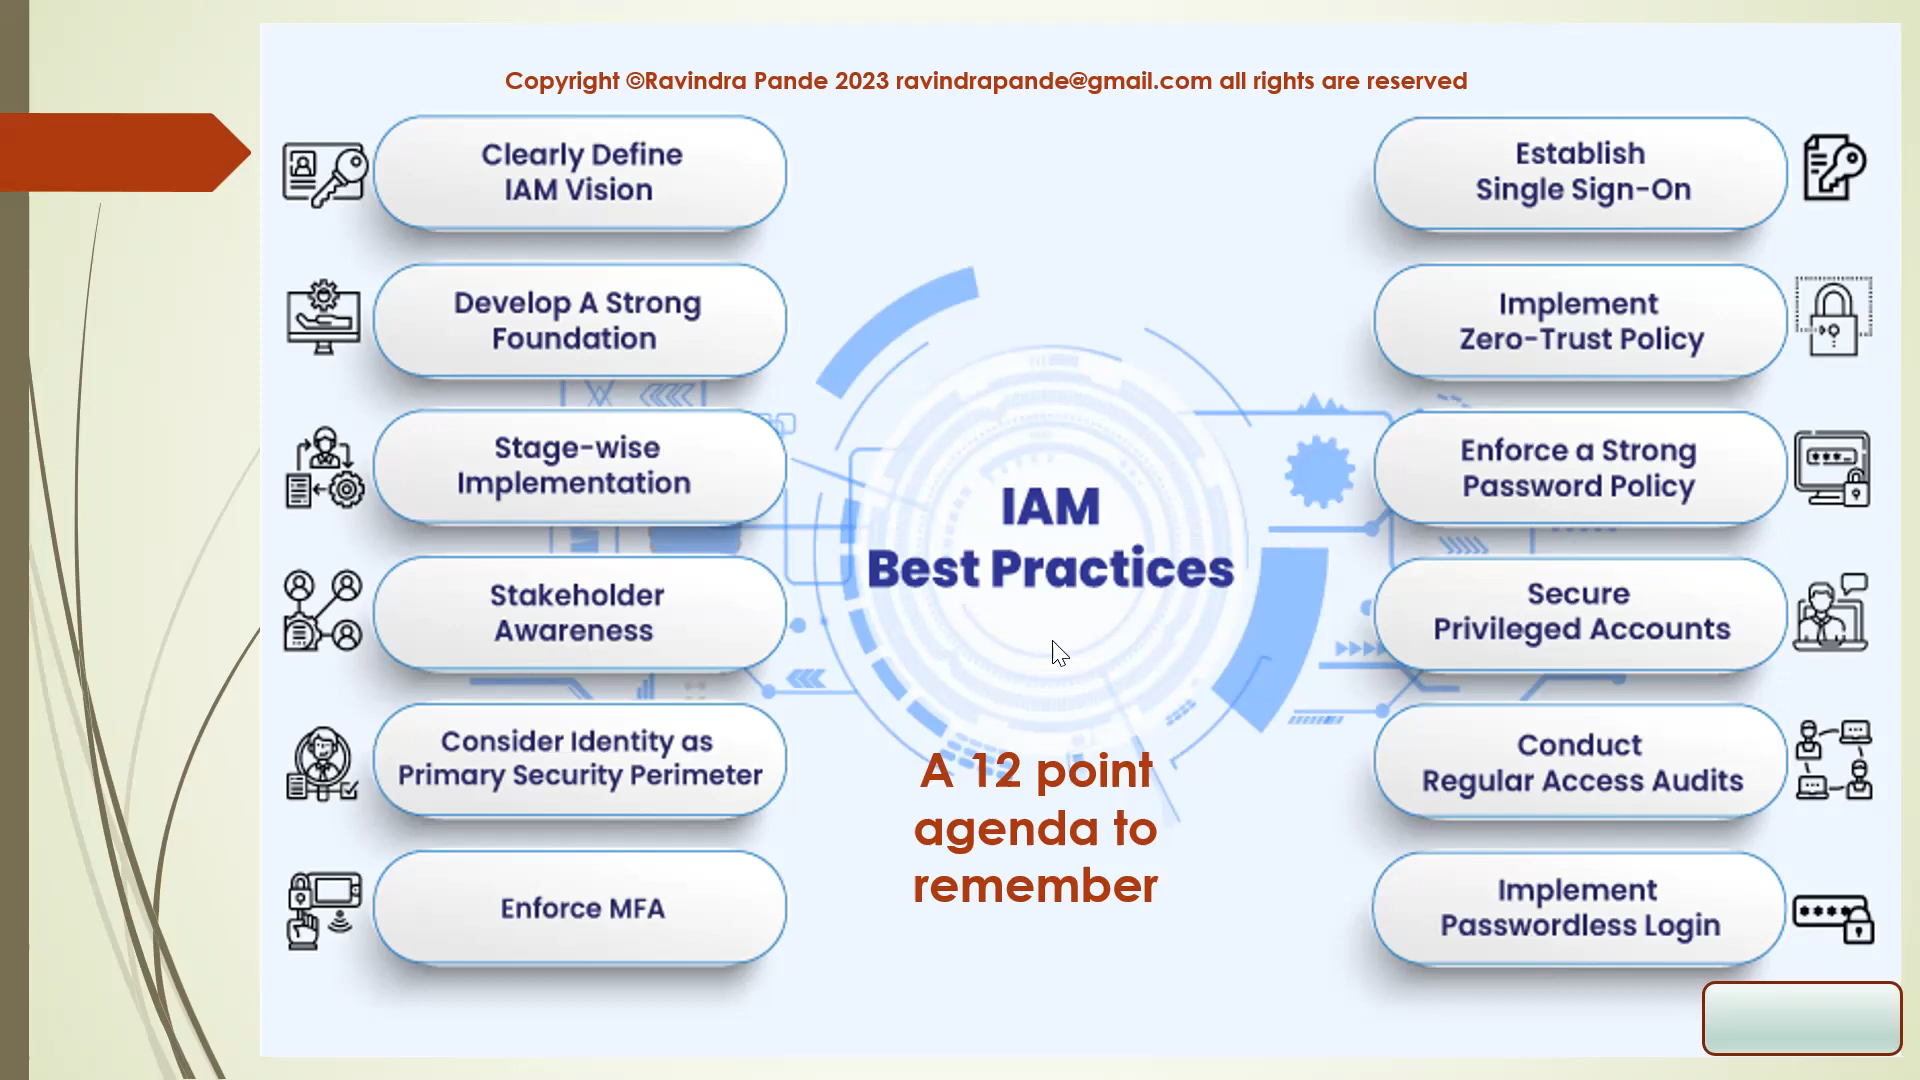 Copyright ©Ravindra Pande 2023 ravindrapande@gmail.com all rights are reserved
Clearly Define
IAM Vision
Develop A Strong
Foundation
Stage-wise
Implementation
Stakeholder
Awareness
Consider Identity as
Primary Security Perimeter
Enforce MFA
IAM
Best Practices
A 12 point
agenda to
remember
Establish
Single Sign-On
Implement
Zero-Trust Policy
Enforce a Strong
Password Policy
Secure
Privileged Accounts
Conduct
Regular Access Audits
Implement
Passwordless Login